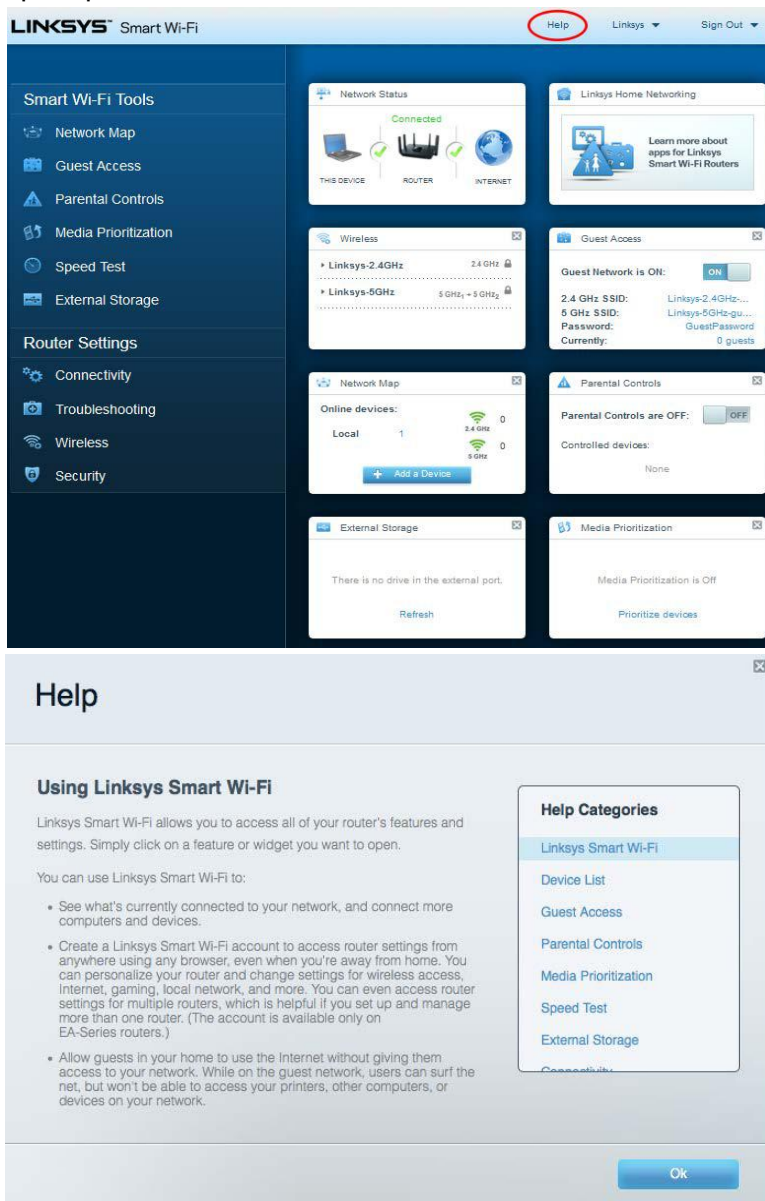 LINKSYS™ Smart Wi-Fi
Help
Linksys
Sign Out
Smart Wi-Fi Tools
Network Map
Guest Access
Parental Controls
Media Prioritization
Speed Test
External Storage
Router Settings
Connectivity
Troubleshooting
Wireless
Security
Network Status
Connected
THIS DEVICE
ROUTER
INTERNET
Linksys Home Networking
Learn more about
apps for Linksys
Smart Wi-Fi Routers
Wireless
Linksys-2.4GHz 2.4 GHz
Linksys-5GHz 5 GHz1 + 5 GHz2
Guest Access
Guest Network is ON: ON
2.4 GHz SSID: Linksys-2.4GHz-...
5 GHz SSID: Linksys-5GHz-gu...
Password: GuestPassword
Currently: 0 guests
Network Map
Online devices:
Local 1
0
2.4 GHz
0
5 GHz
+ Add a Device
Parental Controls
Parental Controls are OFF: OFF
Controlled devices:
None
External Storage
There is no drive in the external port.
Refresh
Media Prioritization
Media Prioritization is Off
Prioritize devices
Help
Using Linksys Smart Wi-Fi
Linksys Smart Wi-Fi allows you to access all of your router's features and
settings. Simply click on a feature or widget you want to open.
You can use Linksys Smart Wi-Fi to:
• See what's currently connected to your network, and connect more
computers and devices.
• Create a Linksys Smart Wi-Fi account to access router settings from
anywhere using any browser, even when you're away from home. You
can personalize your router and change settings for wireless access,
Internet, gaming, local network, and more. You can even access router
settings for multiple routers, which is helpful if you set up and manage
more than one router. (The account is available only on
EA-Series routers.)
• Allow guests in your home to use the Internet without giving them
access to your network. While on the guest network, users can surf the
net, but won't be able to access your printers, other computers, or
devices on your network.
Help Categories
Linksys Smart Wi-Fi
Device List
Guest Access
Parental Controls
Media Prioritization
Speed Test
External Storage
Connectivity
Ok